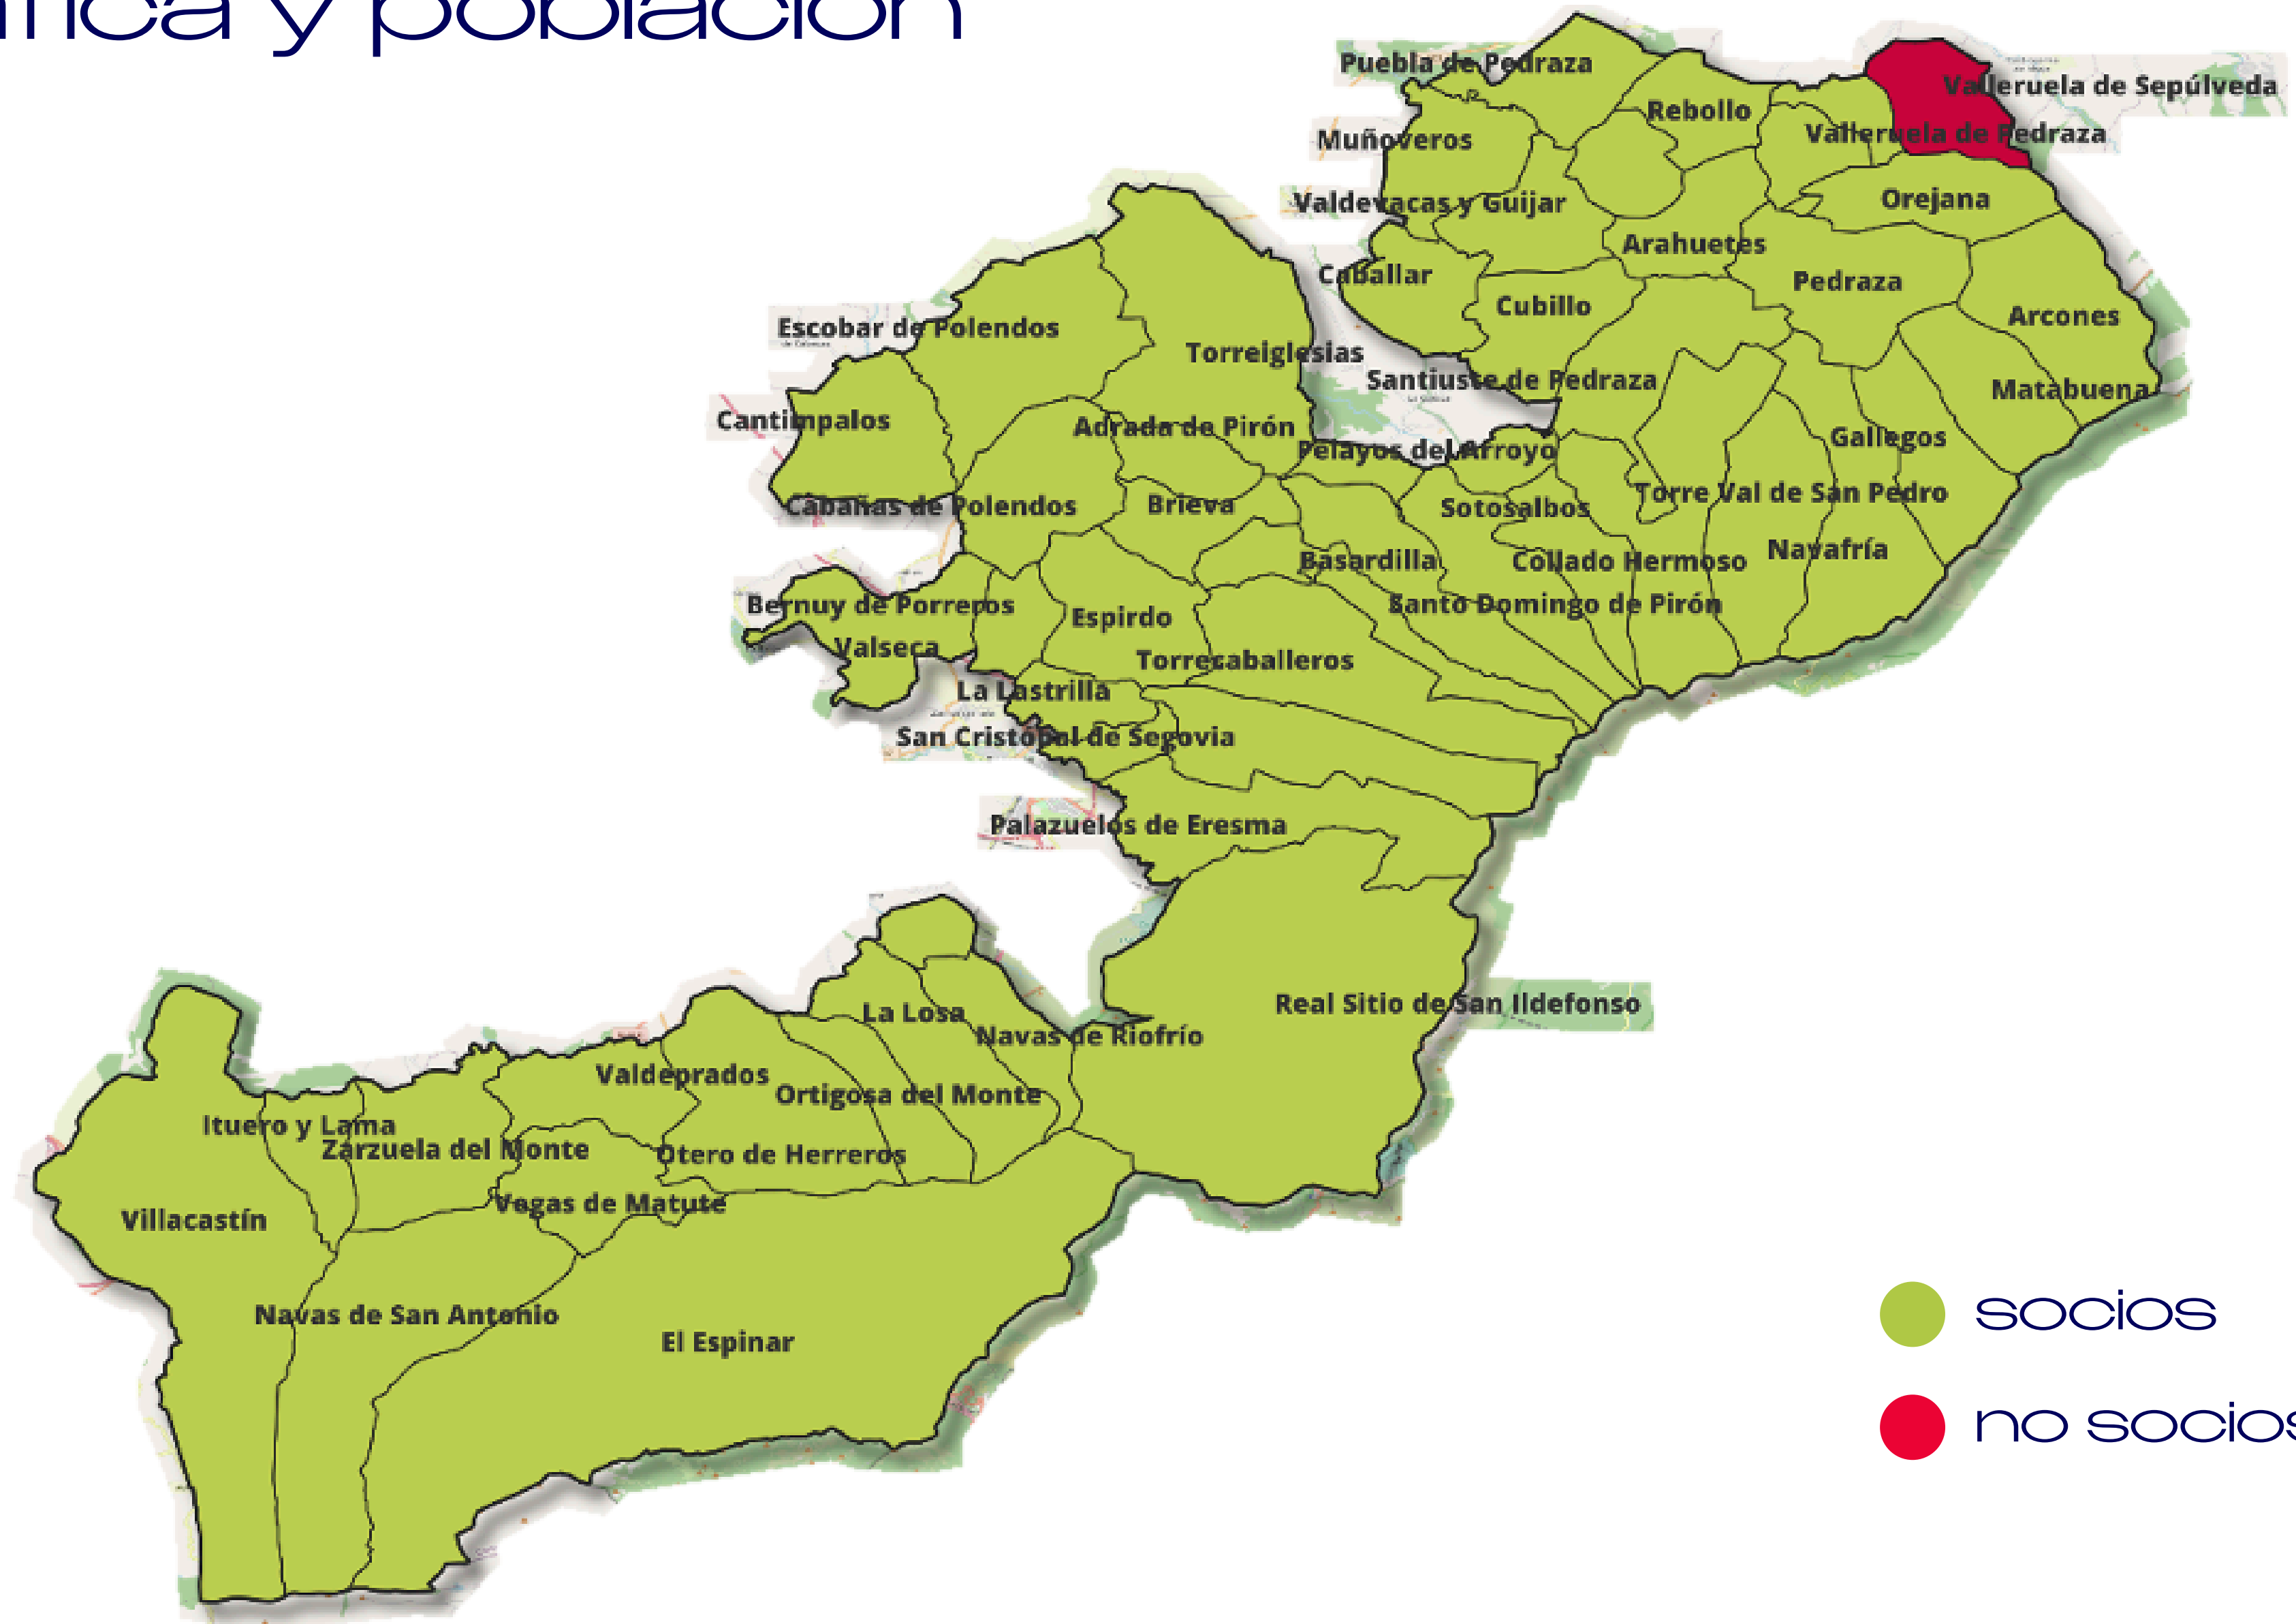 ática y población
Puebla de Pedraza
Valleruela de Sepúlveda
Rebollo
Valleruela de Pedraza
Muñoveros
Orejana
Valdevacas y Guijar
Arahuetes
Caballar
Pedraza
Cubillo
Arcones
Escobar de Polendos
Torreiglesias
Santiuste de Pedraza
Matabuena
Cantimpalos
Adrada de Pirón
Gallegos
Pelayos del Arroyo
Torre Val de San Pedro
Cabañas de Polendos
Brieva
Sotosalbos
Navafría
Basardilla
Collado Hermoso
Bernuy de Porreros
Santo Domingo de Pirón
Espirdo
Valseca
Torrecaballeros
La Lastrilla
San Cristóbal de Segovia
Palazuelos de Eresma
Real Sitio de San Ildefonso
La Losa
Navas de Riofrío
Valdeprados
Ortigosa del Monte
Ituero y Lama
Zarzuela del Monte
Otero de Herreros
Vegas de Matute
Villacastín
Navas de San Antonio
El Espinar
socios
no socios